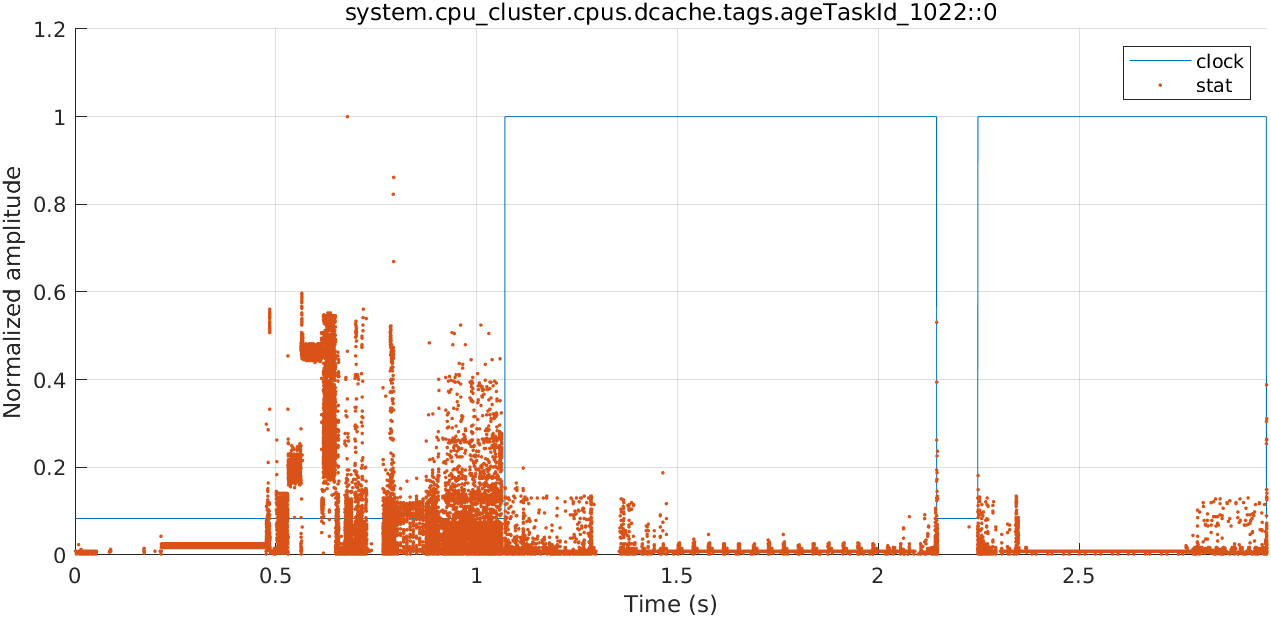 system.cpu_cluster.cpus.dcache.tags.ageTaskId_1022::0
1.2
1
0.8
0.6
0.4
0.2
0
Normalized amplitude
clock
stat
0 0.5 1 1.5 2 2.5
Time (s)